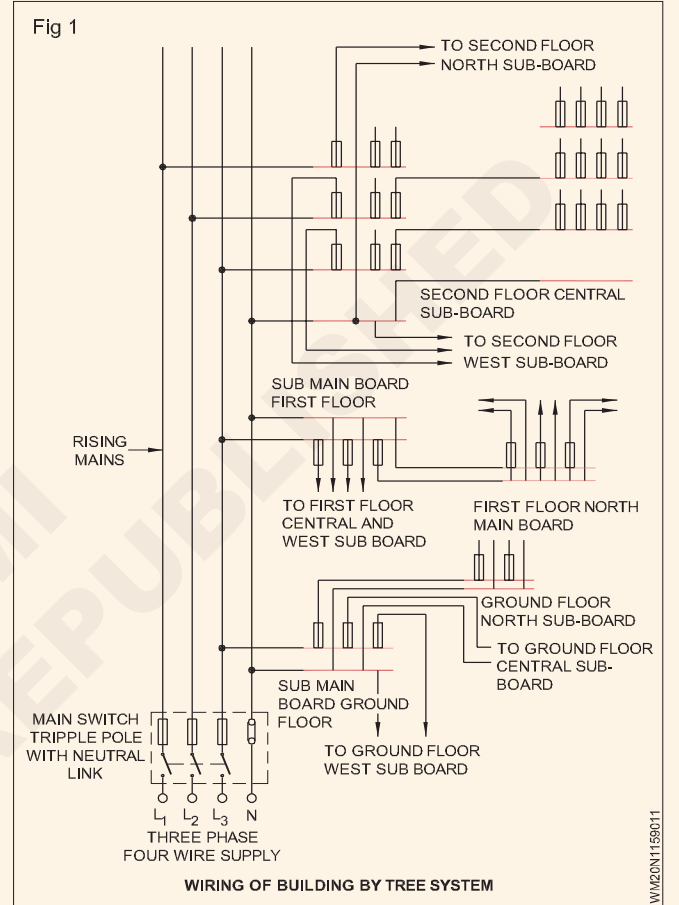 Fig 1
TO SECOND FLOOR
NORTH SUB-BOARD
SECOND FLOOR CENTRAL
SUB-BOARD
TO SECOND FLOOR
WEST SUB-BOARD
SUB MAIN BOARD
FIRST FLOOR
RISING
MAINS
TO FIRST FLOOR
CENTRAL AND
WEST SUB BOARD
FIRST FLOOR NORTH
MAIN BOARD
GROUND FLOOR
NORTH SUB-BOARD
TO GROUND FLOOR
CENTRAL SUB-
BOARD
SUB MAIN
BOARD GROUND
FLOOR
TO GROUND FLOOR
WEST SUB BOARD
MAIN SWITCH
TRIPPLE POLE
WITH NEUTRAL
LINK
L1 L2 L3 N
THREE PHASE
FOUR WIRE SUPPLY
WIRING OF BUILDING BY TREE SYSTEM
WM20N1159011
MI
REPUBLISHED